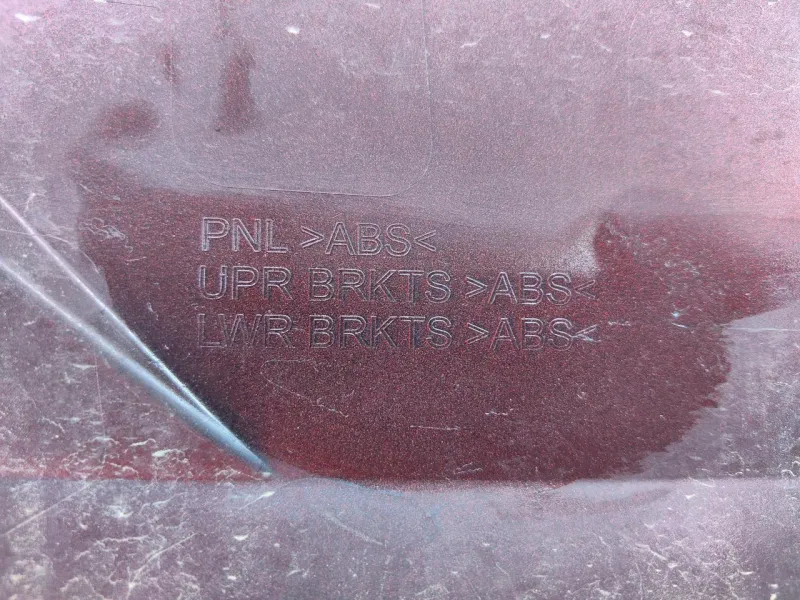 PNL >ABS<
UPR BRKTS >ABS<
LWR BRKTS >ABS<